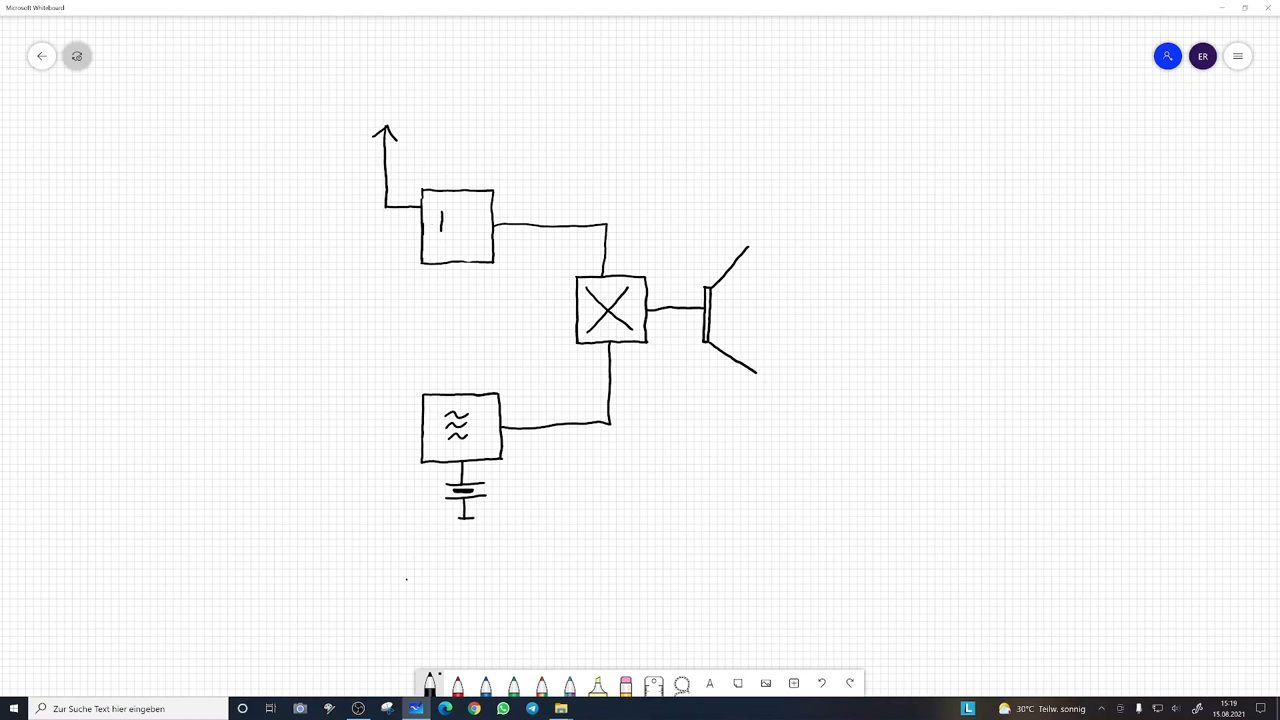 Microsoft Whiteboard
ER
Zur Suche Text hier eingeben
30°C Teilw. sonnig
15:19
15.08.2021